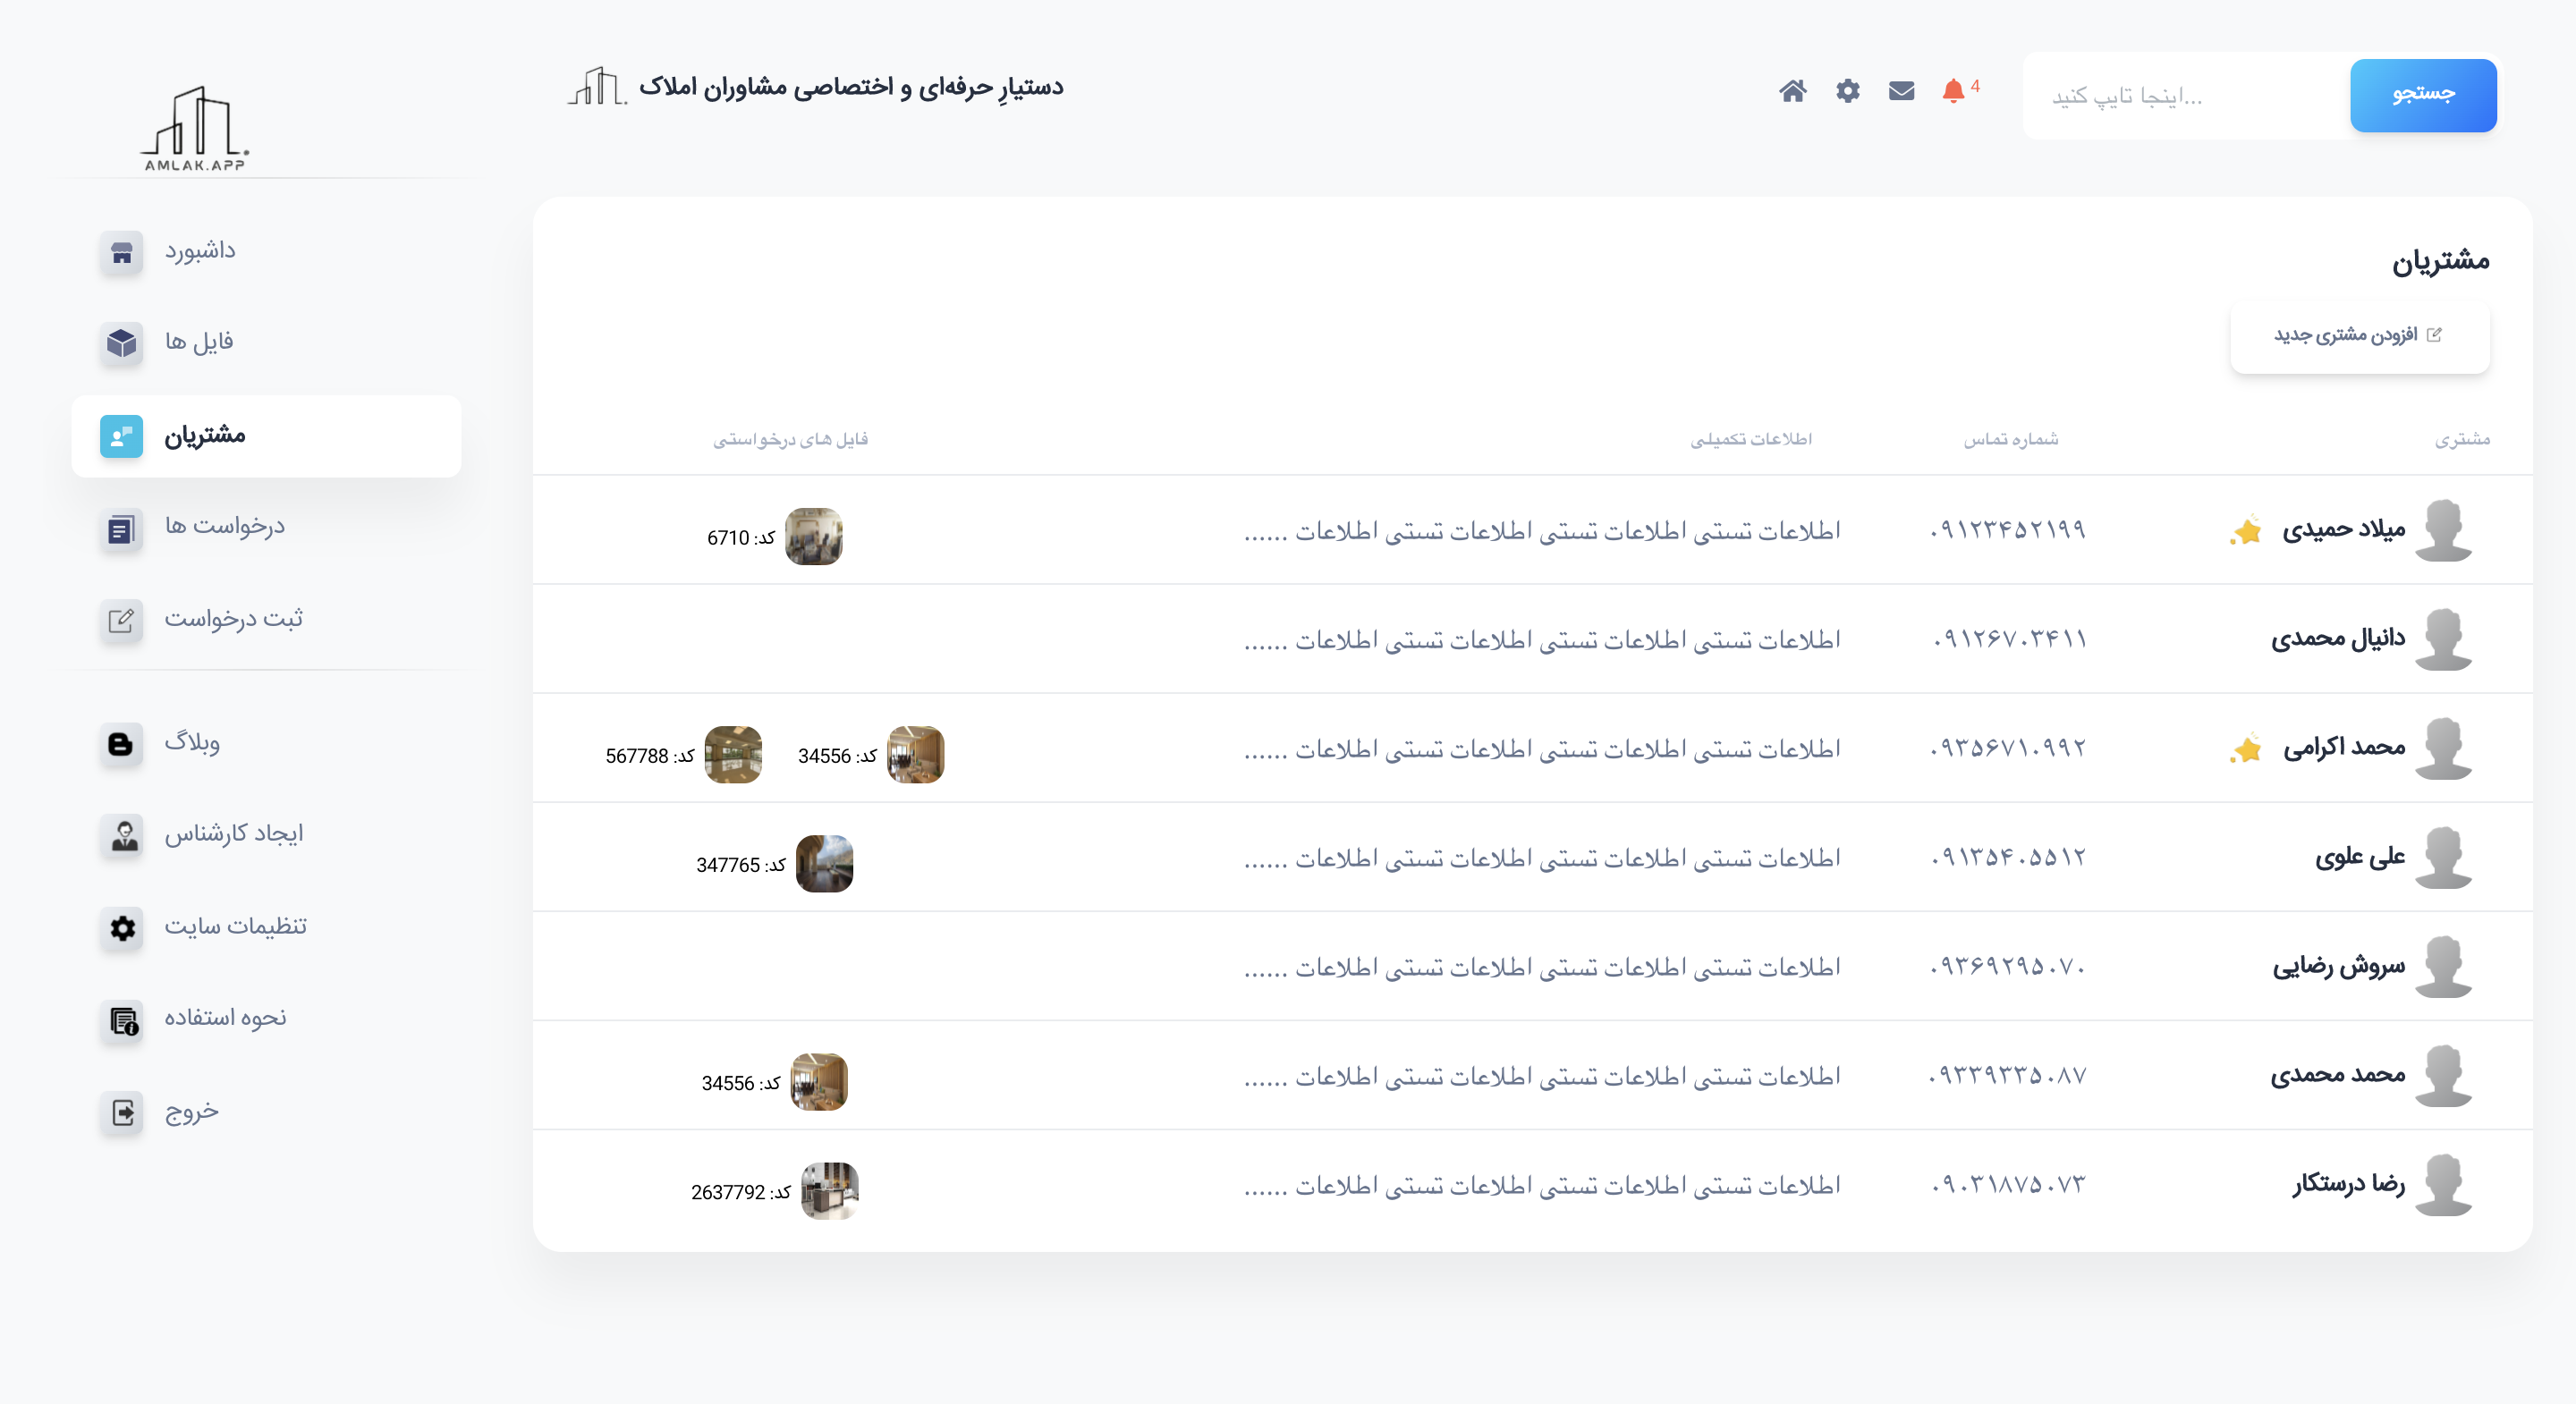 جستجو
اینجا تایپ کنید...
4
دستیارِ حرفه‌ای و اختصاصی مشاوران املاک
AMLAK.APP
داشبورد
فایل ها
مشتریان
درخواست ها
ثبت درخواست
وبلاگ
ایجاد کارشناس
تنظیمات سایت
نحوه استفاده
خروج
مشتریان
افزودن مشتری جدید
مشتری شماره تماس اطلاعات تکمیلی فایل های درخواستی
میلاد حمیدی ۰۹۱۲۳۴۵۲۱۹۹ اطلاعات تستی اطلاعات تستی اطلاعات تستی اطلاعات ...... کد: 6710
دانیال محمدی ۰۹۱۲۶۷۰۳۴۱۱ اطلاعات تستی اطلاعات تستی اطلاعات تستی اطلاعات ......
محمد اکرامی ۰۹۳۵۶۷۱۰۹۹۲ اطلاعات تستی اطلاعات تستی اطلاعات تستی اطلاعات ...... کد: 34556 کد: 567788
علی علوی ۰۹۱۳۵۴۰۵۵۱۲ اطلاعات تستی اطلاعات تستی اطلاعات تستی اطلاعات ...... کد: 347765
سروش رضایی ۰۹۳۶۹۲۹۵۰۷۰ اطلاعات تستی اطلاعات تستی اطلاعات تستی اطلاعات ......
محمد محمدی ۰۹۳۳۹۳۳۵۰۸۷ اطلاعات تستی اطلاعات تستی اطلاعات تستی اطلاعات ...... کد: 34556
رضا درستکار ۰۹۰۳۱۸۷۵۰۷۳ اطلاعات تستی اطلاعات تستی اطلاعات تستی اطلاعات ...... کد: 2637792